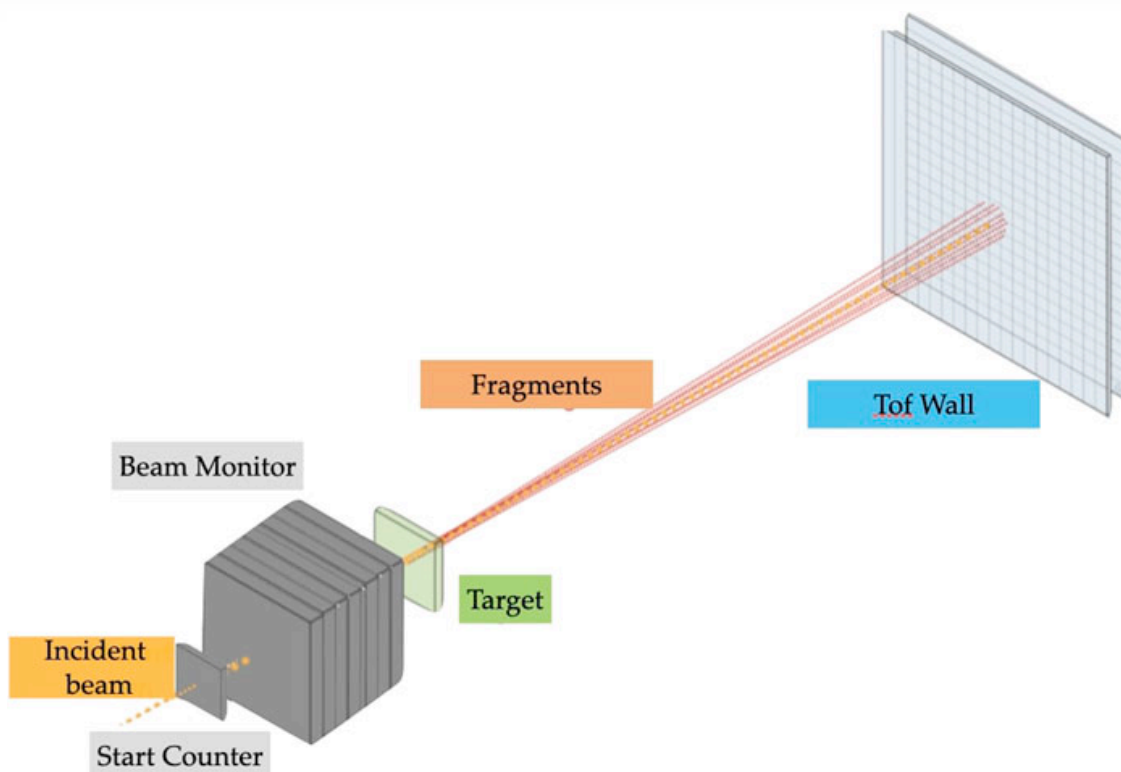 Fragments
Tof Wall
Beam Monitor
Target
Incident
beam
Start Counter